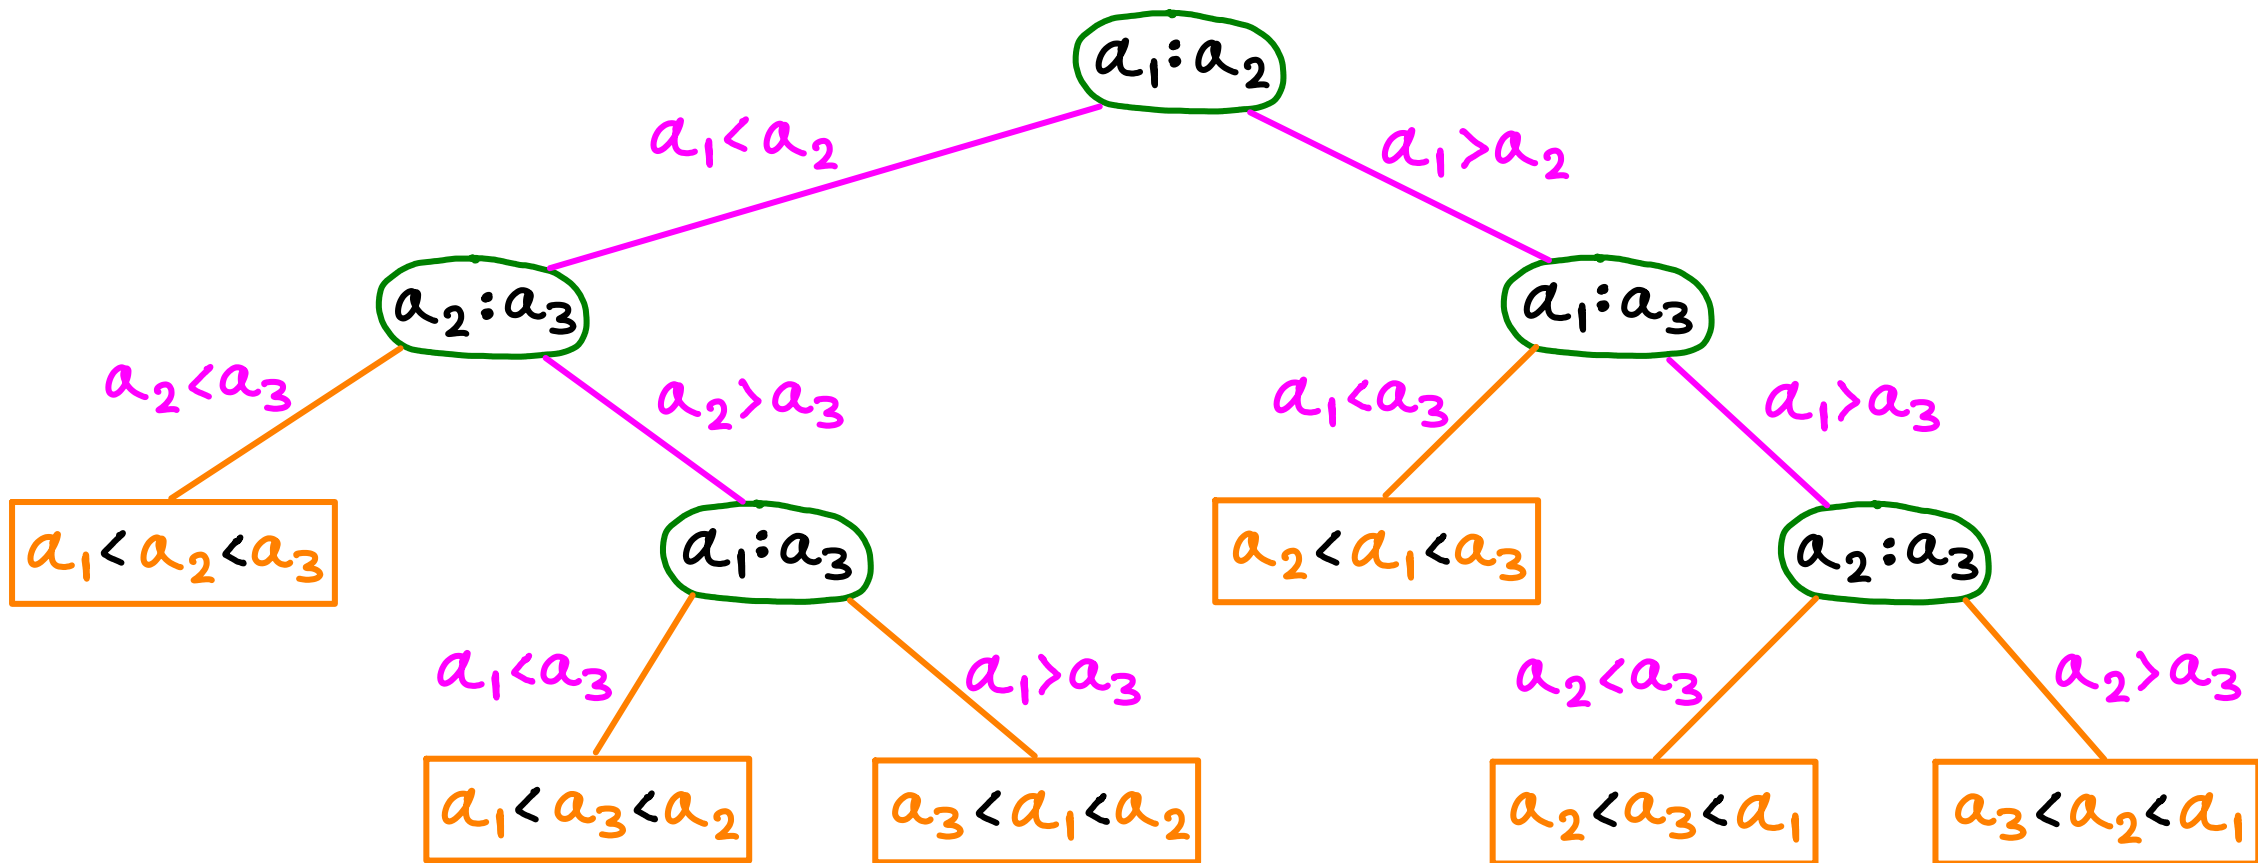 a₁:a₂
a₁<a₂
a₁>a₂
a₂:a₃
a₁:a₃
a₂<a₃
a₂>a₃
a₁<a₃
a₁>a₃
a₁<a₂<a₃
a₁:a₃
a₂<a₁<a₃
a₂:a₃
a₁<a₃
a₁>a₃
a₂<a₃
a₂>a₃
a₁<a₃<a₂
a₃<a₁<a₂
a₂<a₃<a₁
a₃<a₂<a₁